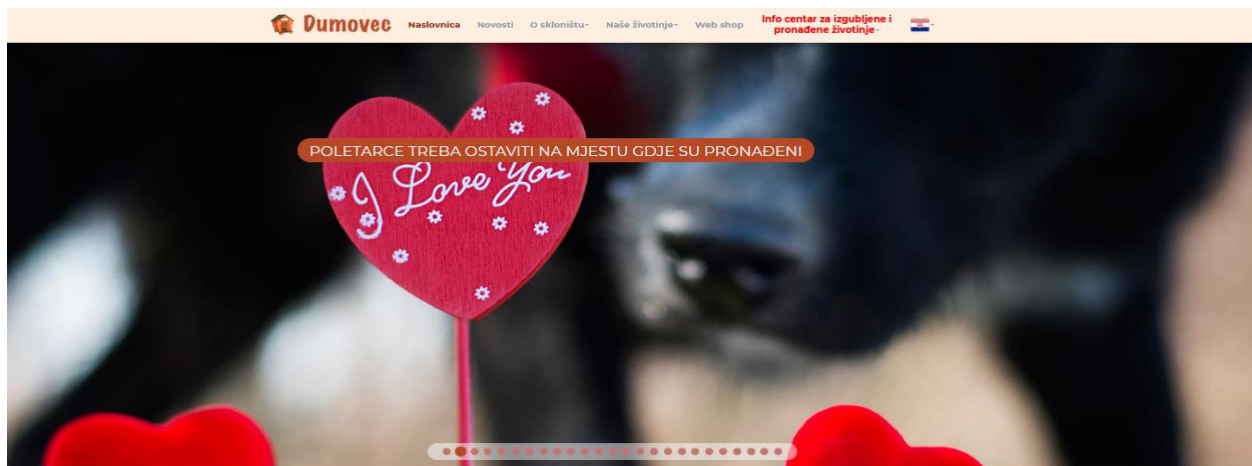 Dumovec
Naslovnica
Novosti
O skloništu
Naše životinje
Web shop
Info centar za izgubljene i
pronađene životinje
POLETARCE TREBA OSTAVITI NA MJESTU GDJE SU PRONAĐENI
I Love You